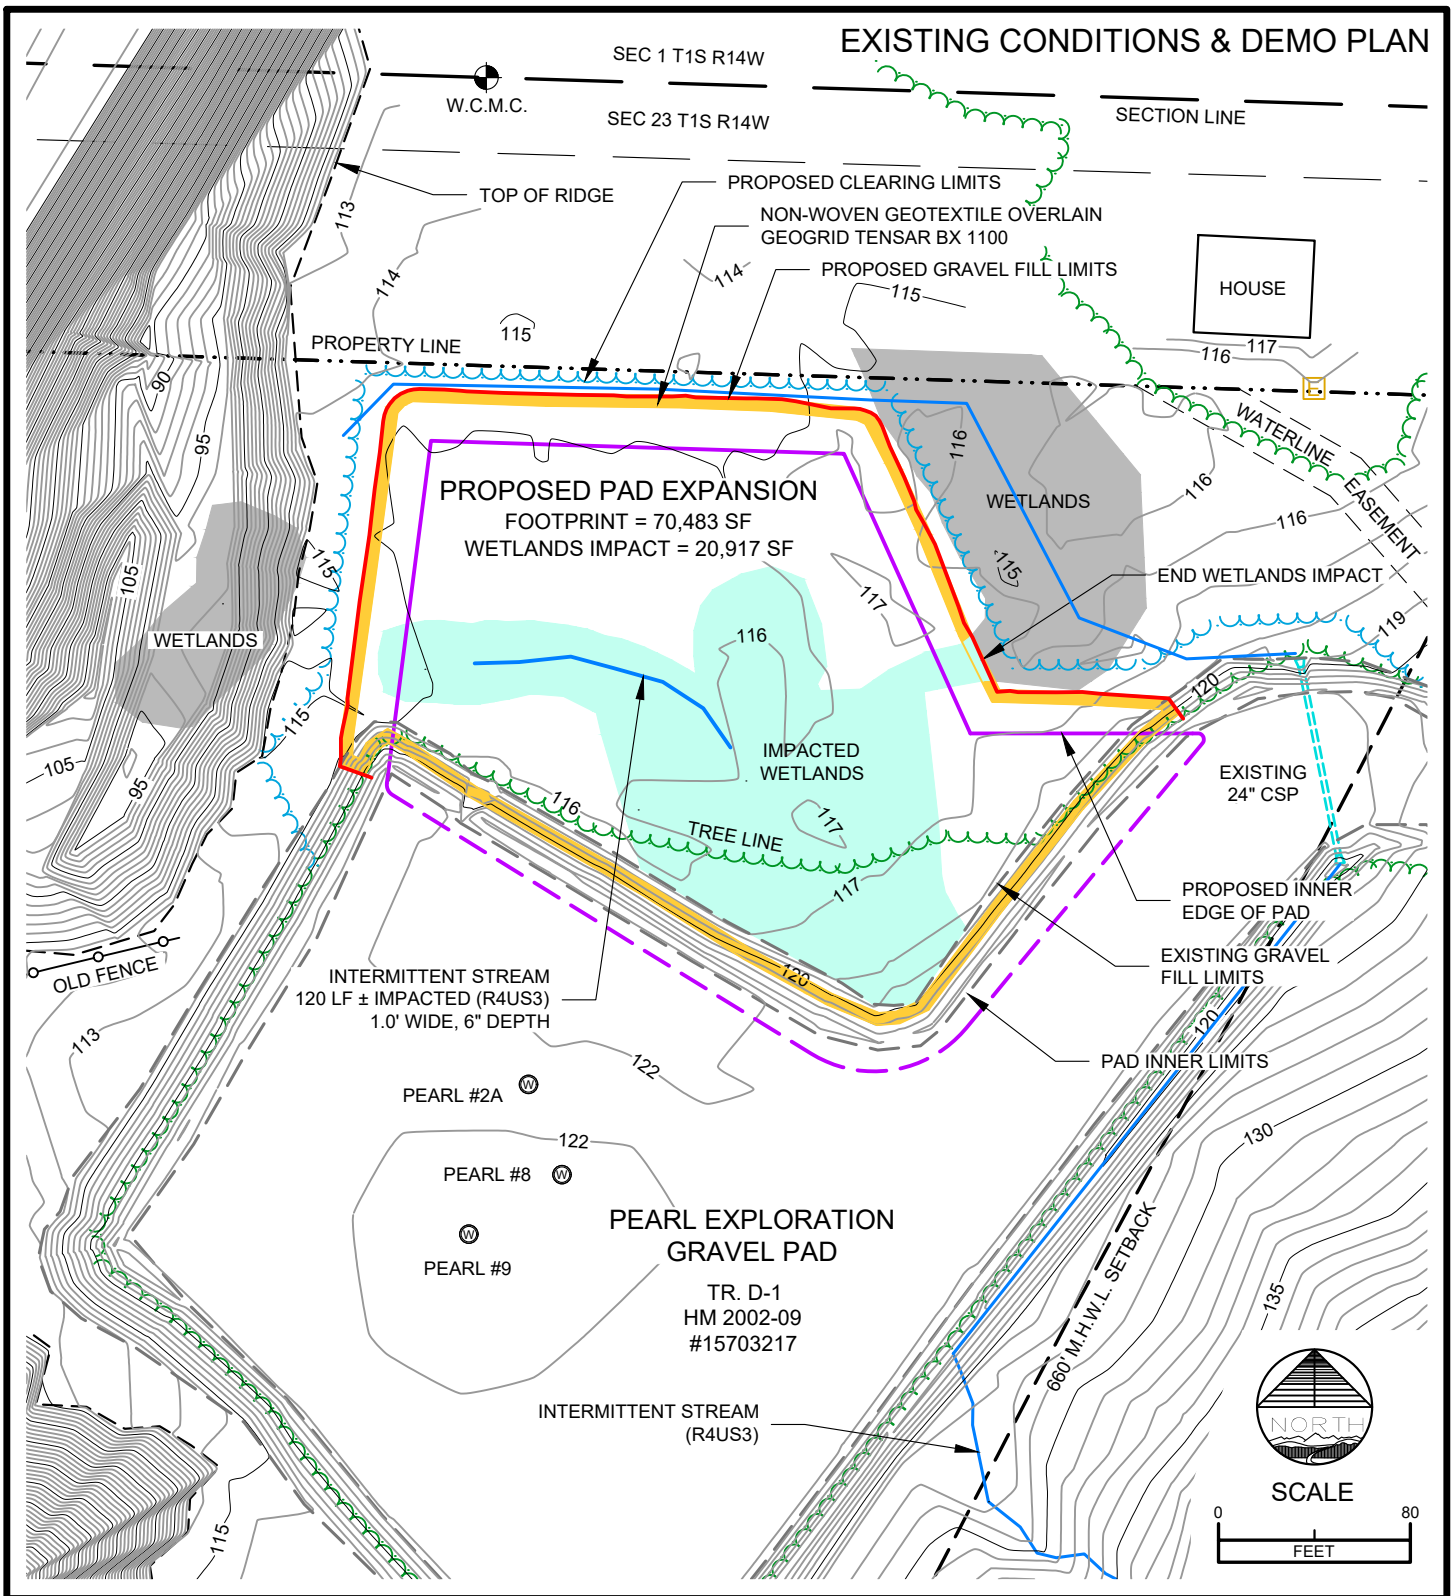 EXISTING CONDITIONS & DEMO PLAN
SEC 1 T1S R14W
W.C.M.C.
SECTION LINE
SEC 23 T1S R14W
TOP OF RIDGE
PROPOSED CLEARING LIMITS
NON-WOVEN GEOTEXTILE OVERLAIN
GEOGRID TENSAR BX 1100
PROPOSED GRAVEL FILL LIMITS
113
114
114
115
115
HOUSE
117
116
PROPERTY LINE
E
90
95
WATERLINE
EASEMENT
116
116
116
PROPOSED PAD EXPANSION
FOOTPRINT = 70,483 SF
WETLANDS IMPACT = 20,917 SF
WETLANDS
115
115
105
117
END WETLANDS IMPACT
WETLANDS
116
119
120
115
IMPACTED
WETLANDS
EXISTING
24" CSP
105
95
116
117
TREE LINE
117
PROPOSED INNER
EDGE OF PAD
EXISTING GRAVEL
FILL LIMITS
OLD FENCE
INTERMITTENT STREAM
120 LF ± IMPACTED (R4US3)
1.0' WIDE, 6" DEPTH
120
120
113
122
PAD INNER LIMITS
PEARL #2A
W
122
130
PEARL #8
W
PEARL EXPLORATION
GRAVEL PAD
W
PEARL #9
TR. D-1
HM 2002-09
#15703217
660' M.H.W.L. SETBACK
135
INTERMITTENT STREAM
(R4US3)
NORTH
SCALE
0 80
FEET
115